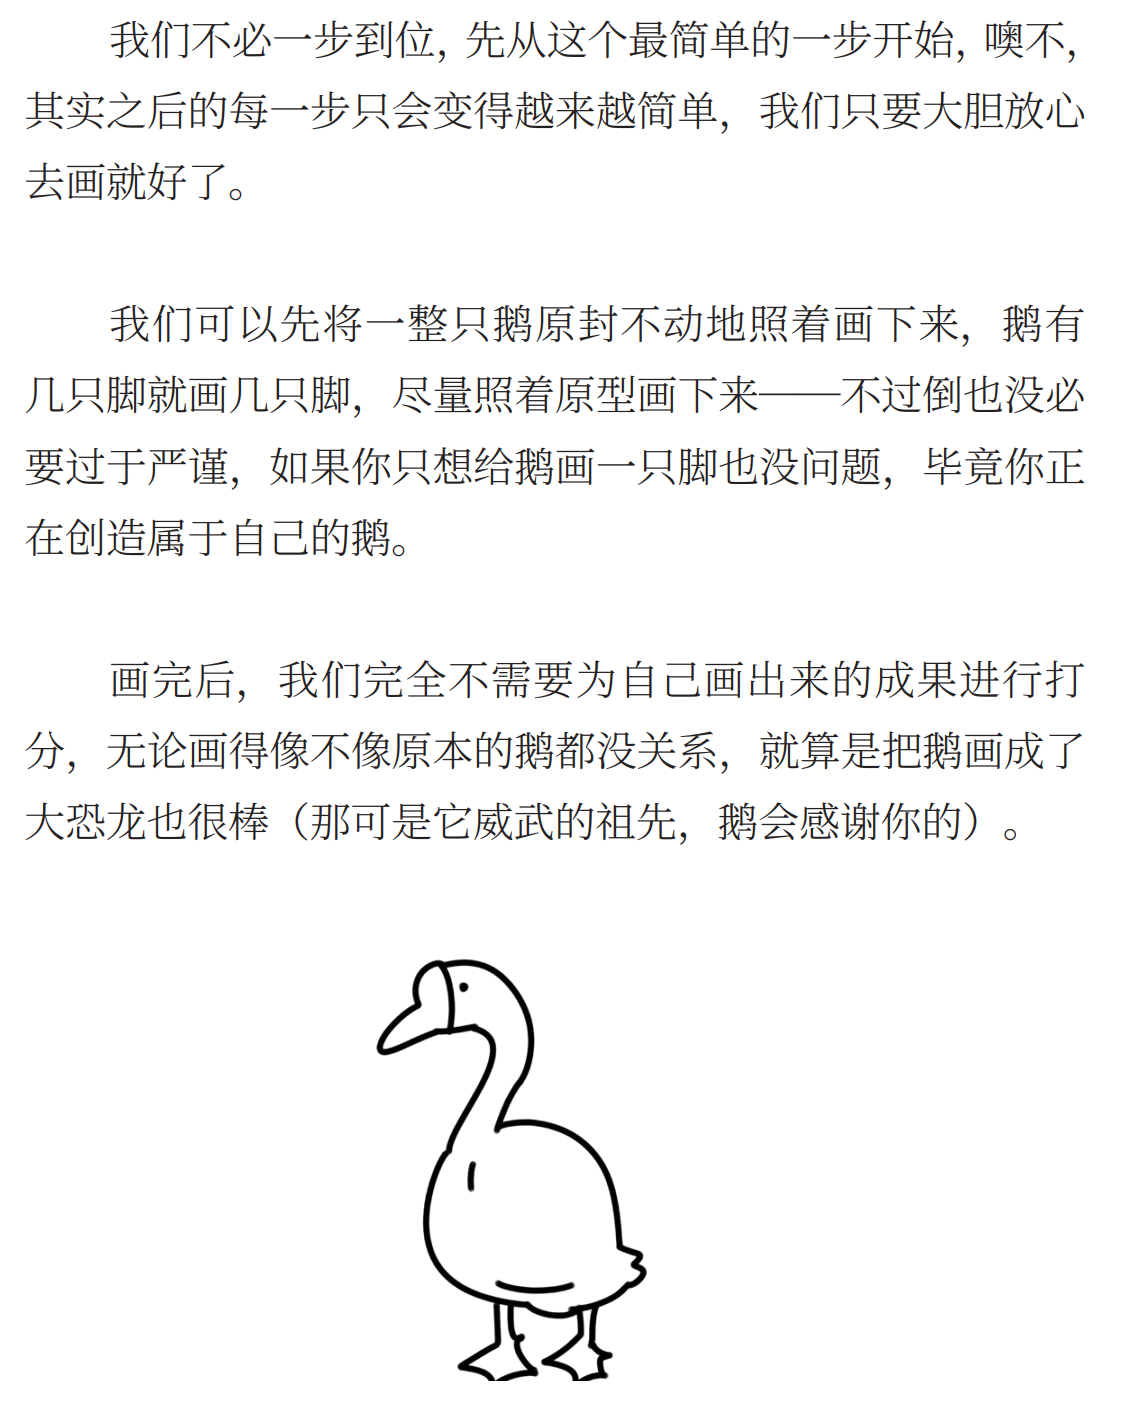 我们不必一步到位，先从这个最简单的一步开始，噢不，
其实之后的每一步只会变得越来越简单，我们只要大胆放心
去画就好了。
我们可以先将一整只鹅原封不动地照着画下来，鹅有
几只脚就画几只脚，尽量照着原型画下来——不过倒也没必
要过于严谨，如果你只想给鹅画一只脚也没问题，毕竟你正
在创造属于自己的鹅。
画完后，我们完全不需要为自己画出来的成果进行打
分，无论画得像不像原本的鹅都没关系，就算是把鹅画成了
大恐龙也很棒（那可是它威武的祖先，鹅会感谢你的）。